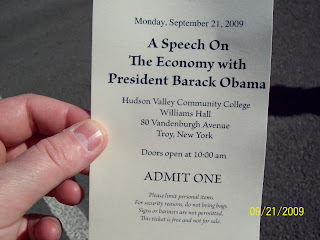 Monday, September 21, 2009
A Speech On
The Economy with
President Barack Obama
Hudson Valley Community College
Williams Hall
80 Vandenburgh Avenue
Troy, New York
Doors open at 10:00 am
ADMIT ONE
Please limit personal items.
For security reasons, do not bring bags.
Signs or banners are not permitted.
This ticket is free and not for sale.
09/21/2009